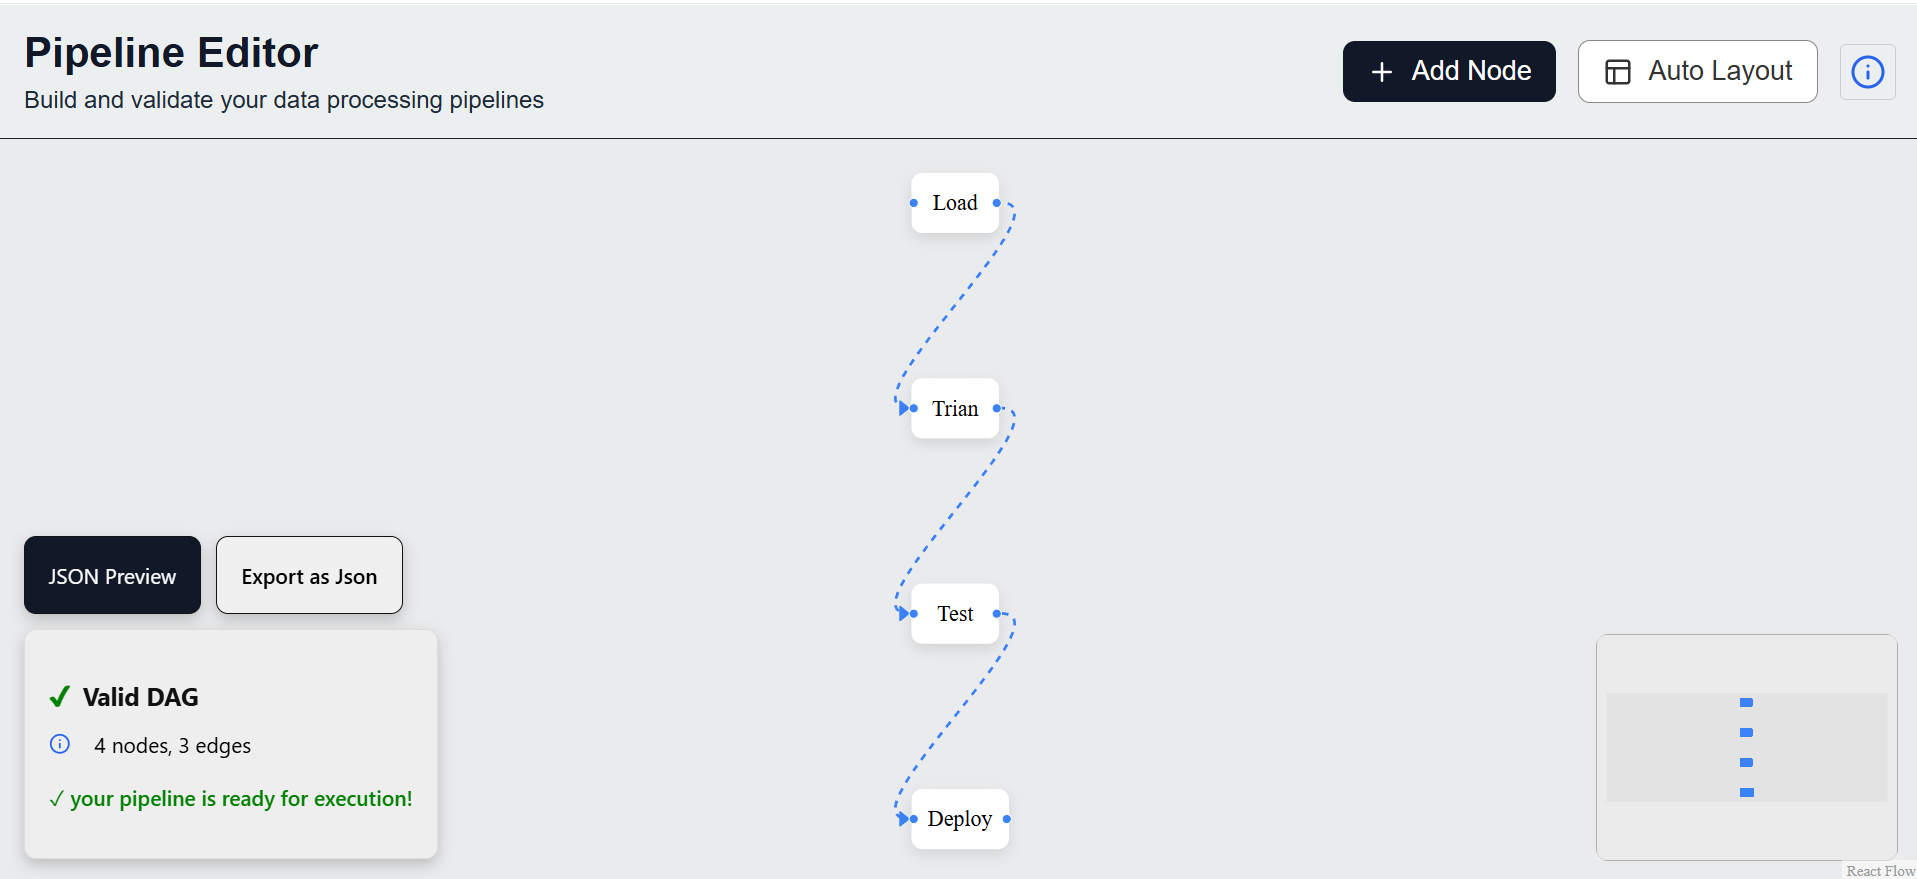 Pipeline Editor
Build and validate your data processing pipelines
Add Node
Auto Layout
Load
Trian
Test
Deploy
JSON Preview
Export as Json
Valid DAG
4 nodes, 3 edges
✓ your pipeline is ready for execution!
React Flow